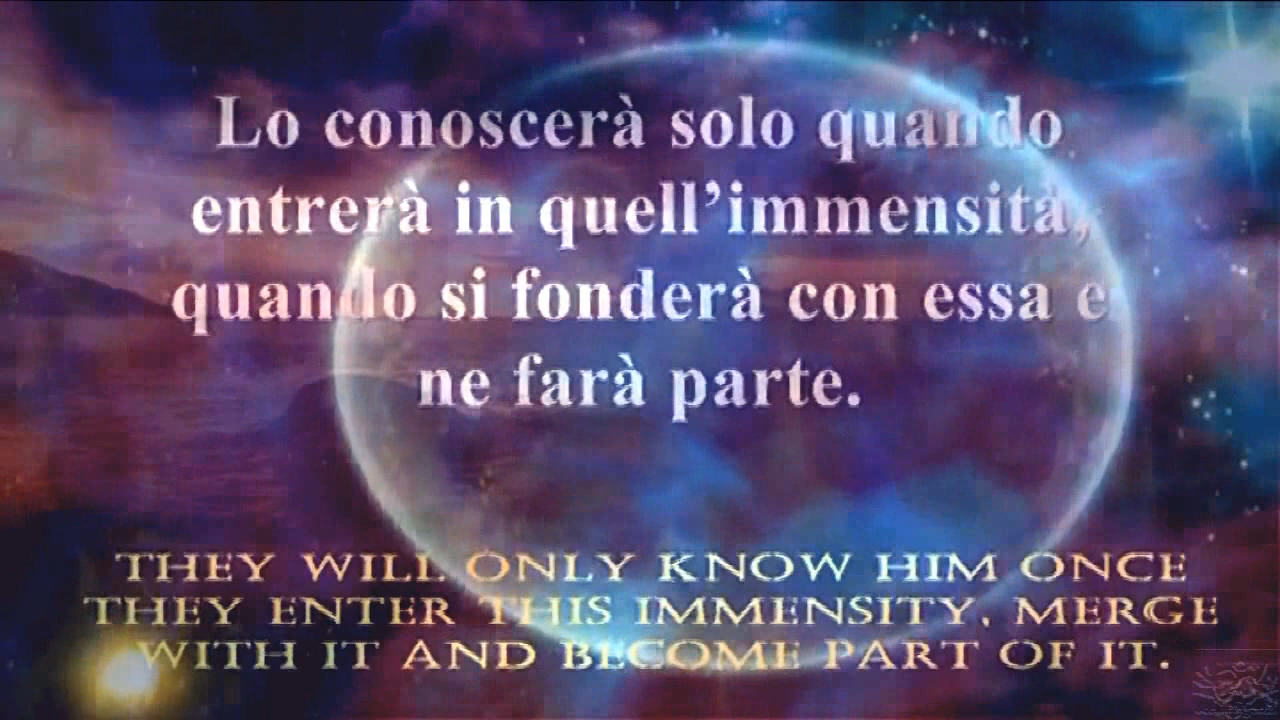 Lo conoscerà solo quando
entrerà in quell’immensità,
quando si fonderà con essa e
ne farà parte.
THEY WILL ONLY KNOW HIM ONCE
THEY ENTER THIS IMMENSITY, MERGE
WITH IT AND BECOME PART OF IT.